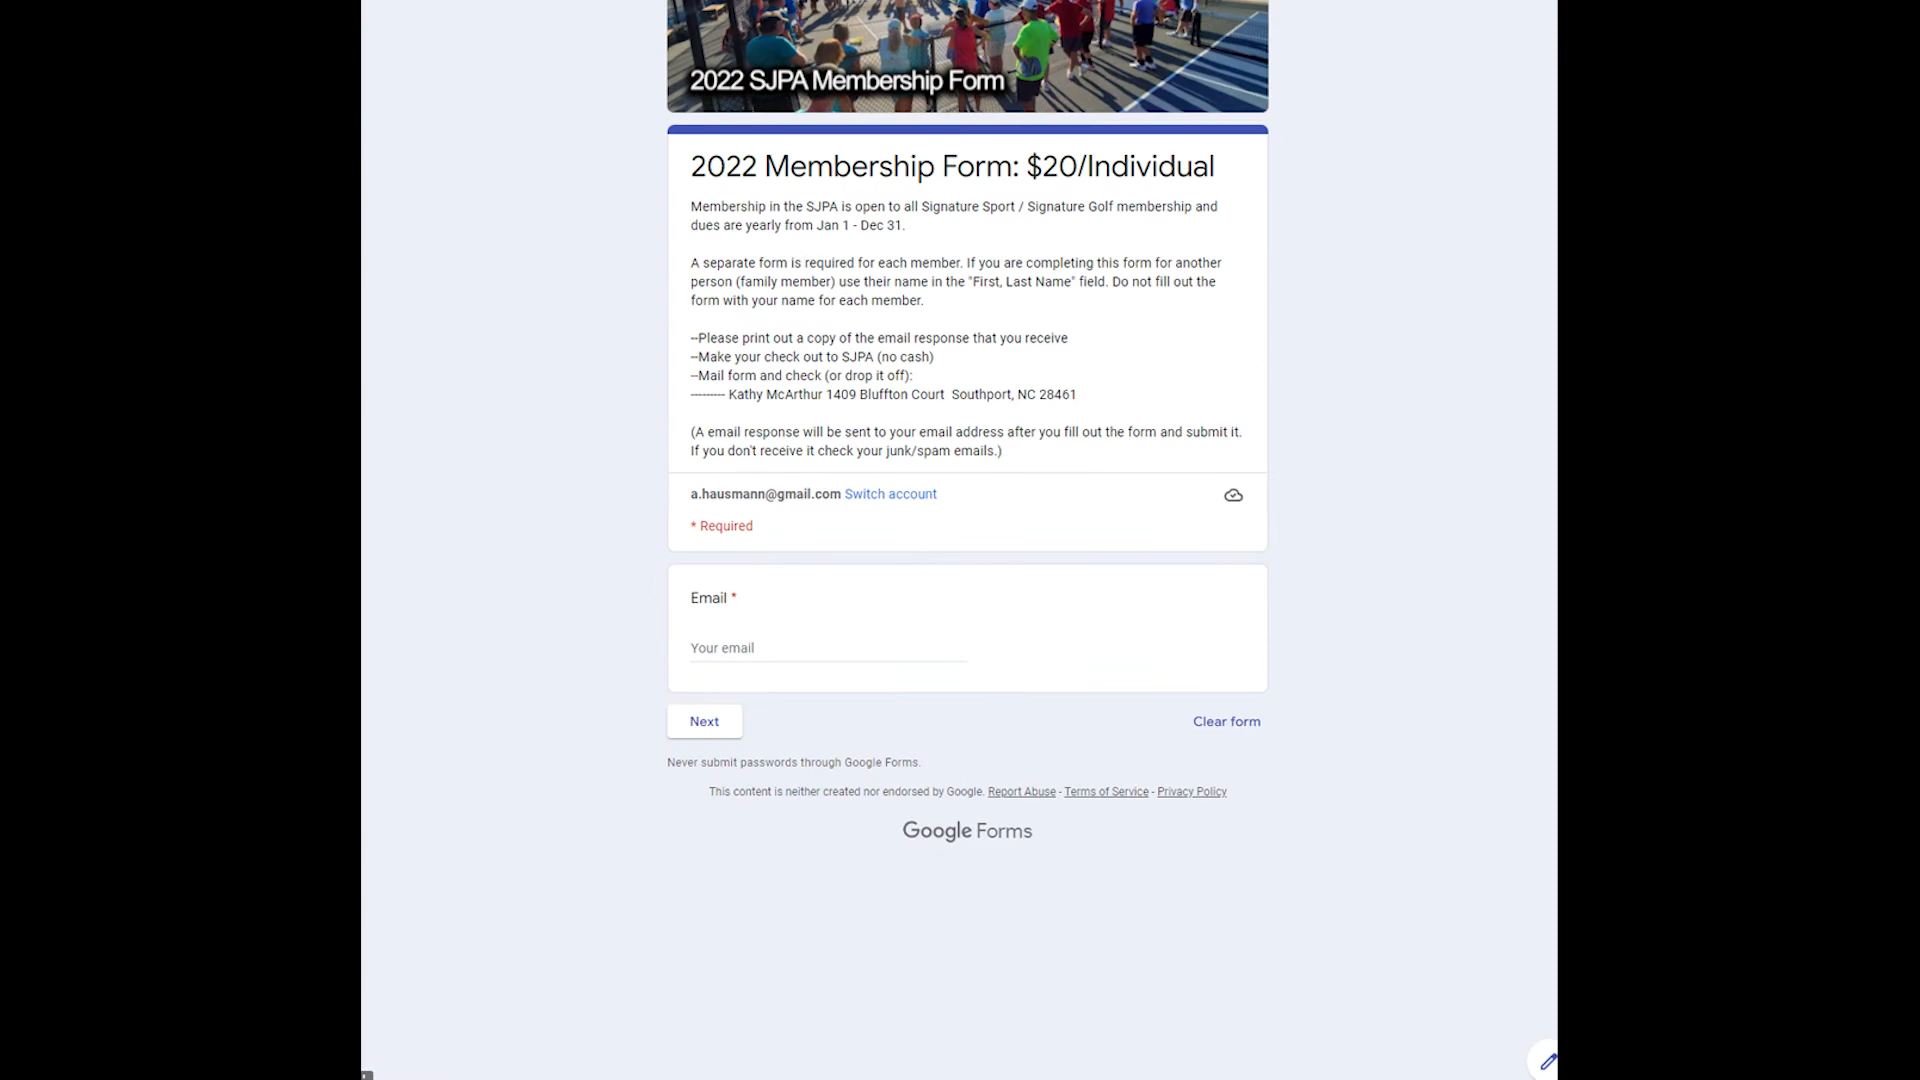 2022 SJPA Membership Form
2022 Membership Form: $20/Individual
Membership in the SJPA is open to all Signature Sport / Signature Golf membership and
dues are yearly from Jan 1 - Dec 31.
A separate form is required for each member. If you are completing this form for another
person (family member) use their name in the "First, Last Name" field. Do not fill out the
form with your name for each member.
--Please print out a copy of the email response that you receive
--Make your check out to SJPA (no cash)
--Mail form and check (or drop it off):
--------- Kathy McArthur 1409 Bluffton Court  Southport, NC 28461
(A email response will be sent to your email address after you fill out the form and submit it.
If you don't receive it check your junk/spam emails.)
a.hausmann@gmail.com Switch account
* Required
Email *
Your email
Next
Clear form
Never submit passwords through Google Forms.
This content is neither created nor endorsed by Google. Report Abuse - Terms of Service - Privacy Policy
Google Forms